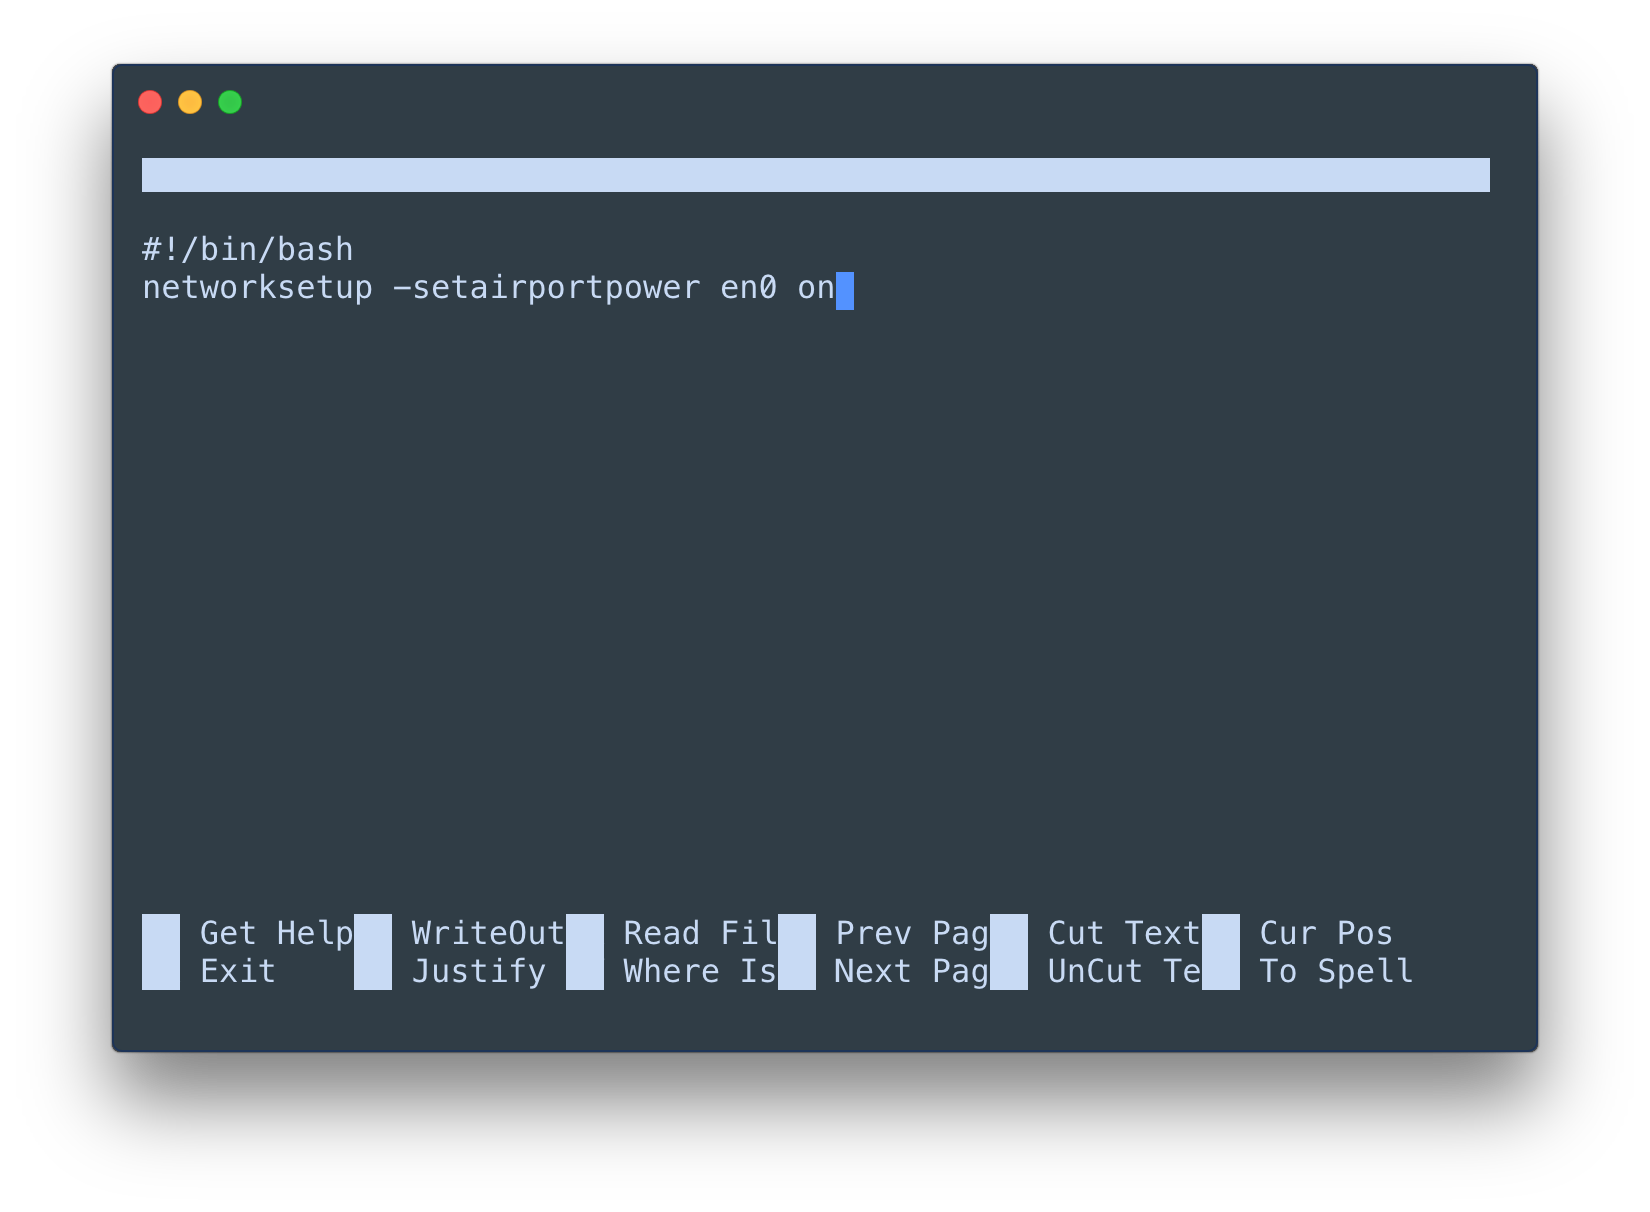 #!/bin/bash
networksetup -setairportpower en0 on
Get Help WriteOut Read Fil Prev Pag Cut Text Cur Pos
Exit Justify Where Is Next Pag UnCut Te To Spell